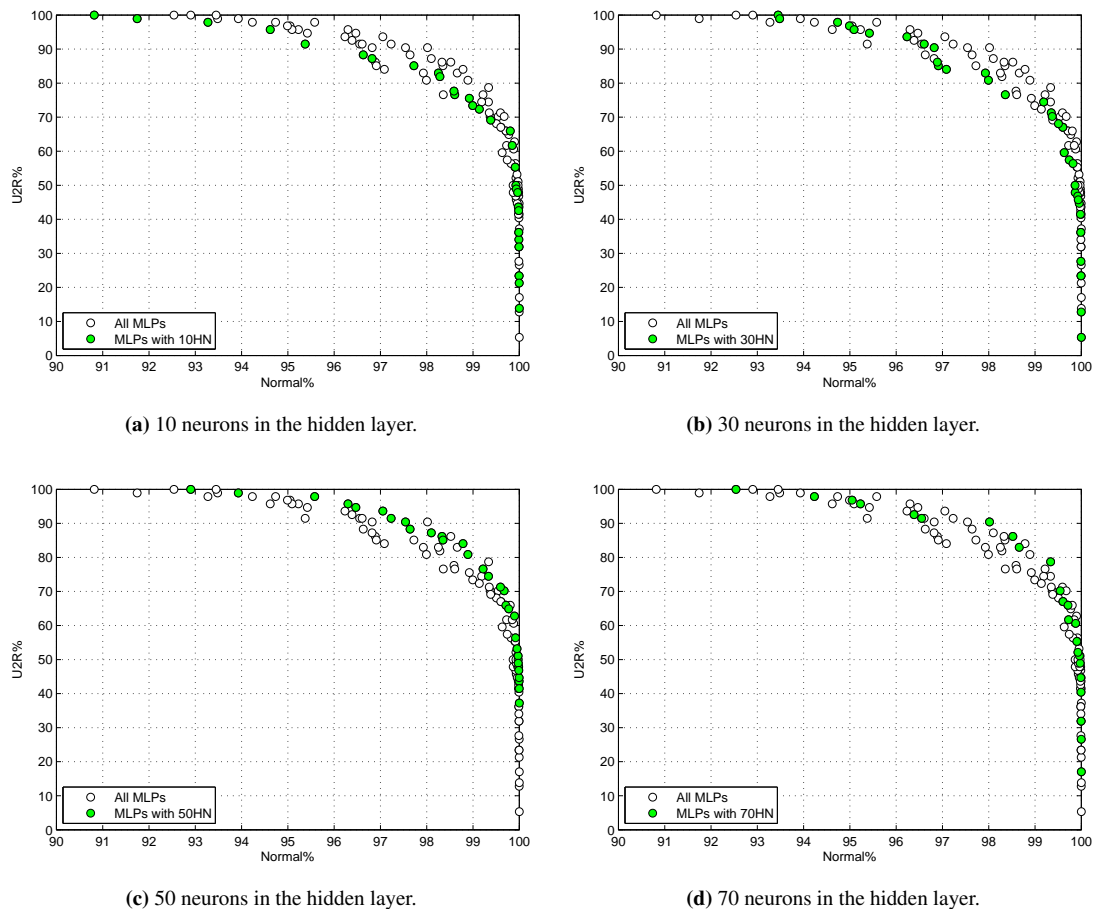 100
90
80
70
60
50
40
30
20
10
0
U2R%
All MLPs
MLPs with 10HN
90 91 92 93 94 95 96 97 98 99 100
Normal%
(a) 10 neurons in the hidden layer.
100
90
80
70
60
50
40
30
20
10
0
U2R%
All MLPs
MLPs with 30HN
90 91 92 93 94 95 96 97 98 99 100
Normal%
(b) 30 neurons in the hidden layer.
100
90
80
70
60
50
40
30
20
10
0
U2R%
All MLPs
MLPs with 50HN
90 91 92 93 94 95 96 97 98 99 100
Normal%
(c) 50 neurons in the hidden layer.
100
90
80
70
60
50
40
30
20
10
0
U2R%
All MLPs
MLPs with 70HN
90 91 92 93 94 95 96 97 98 99 100
Normal%
(d) 70 neurons in the hidden layer.